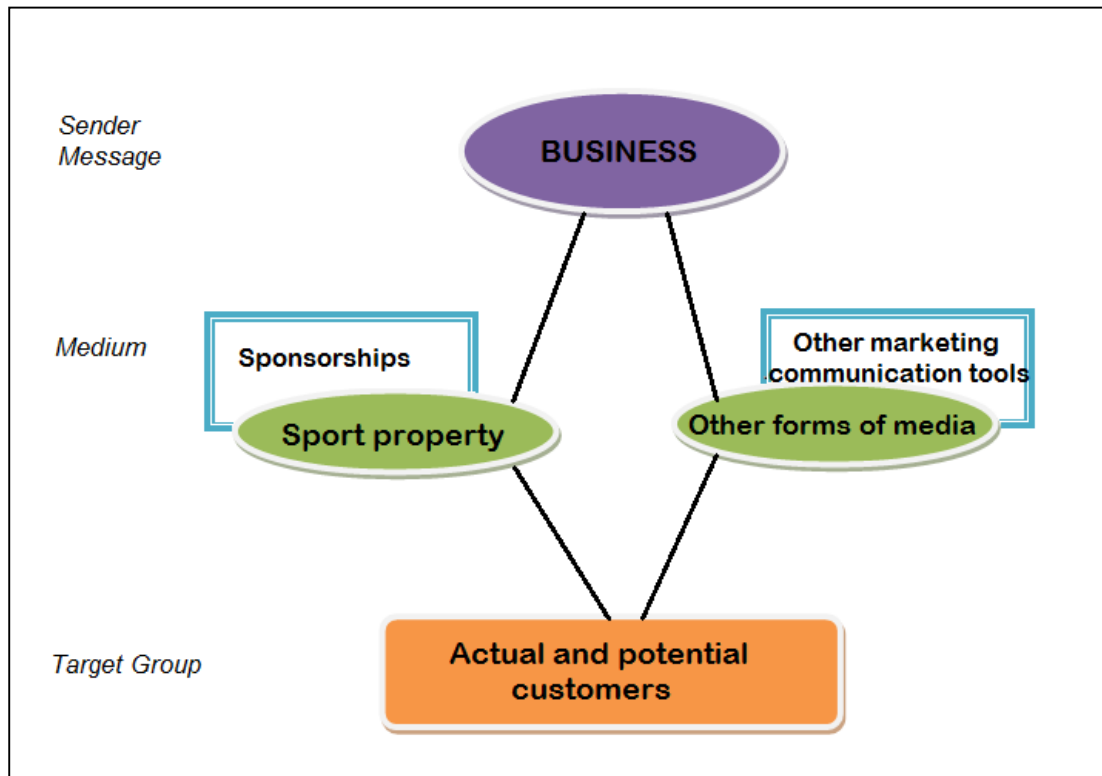 Sender
Message
BUSINESS
Medium
Sponsorships
Sport property
Other marketing
communication tools
Other forms of media
Target Group
Actual and potential
customers